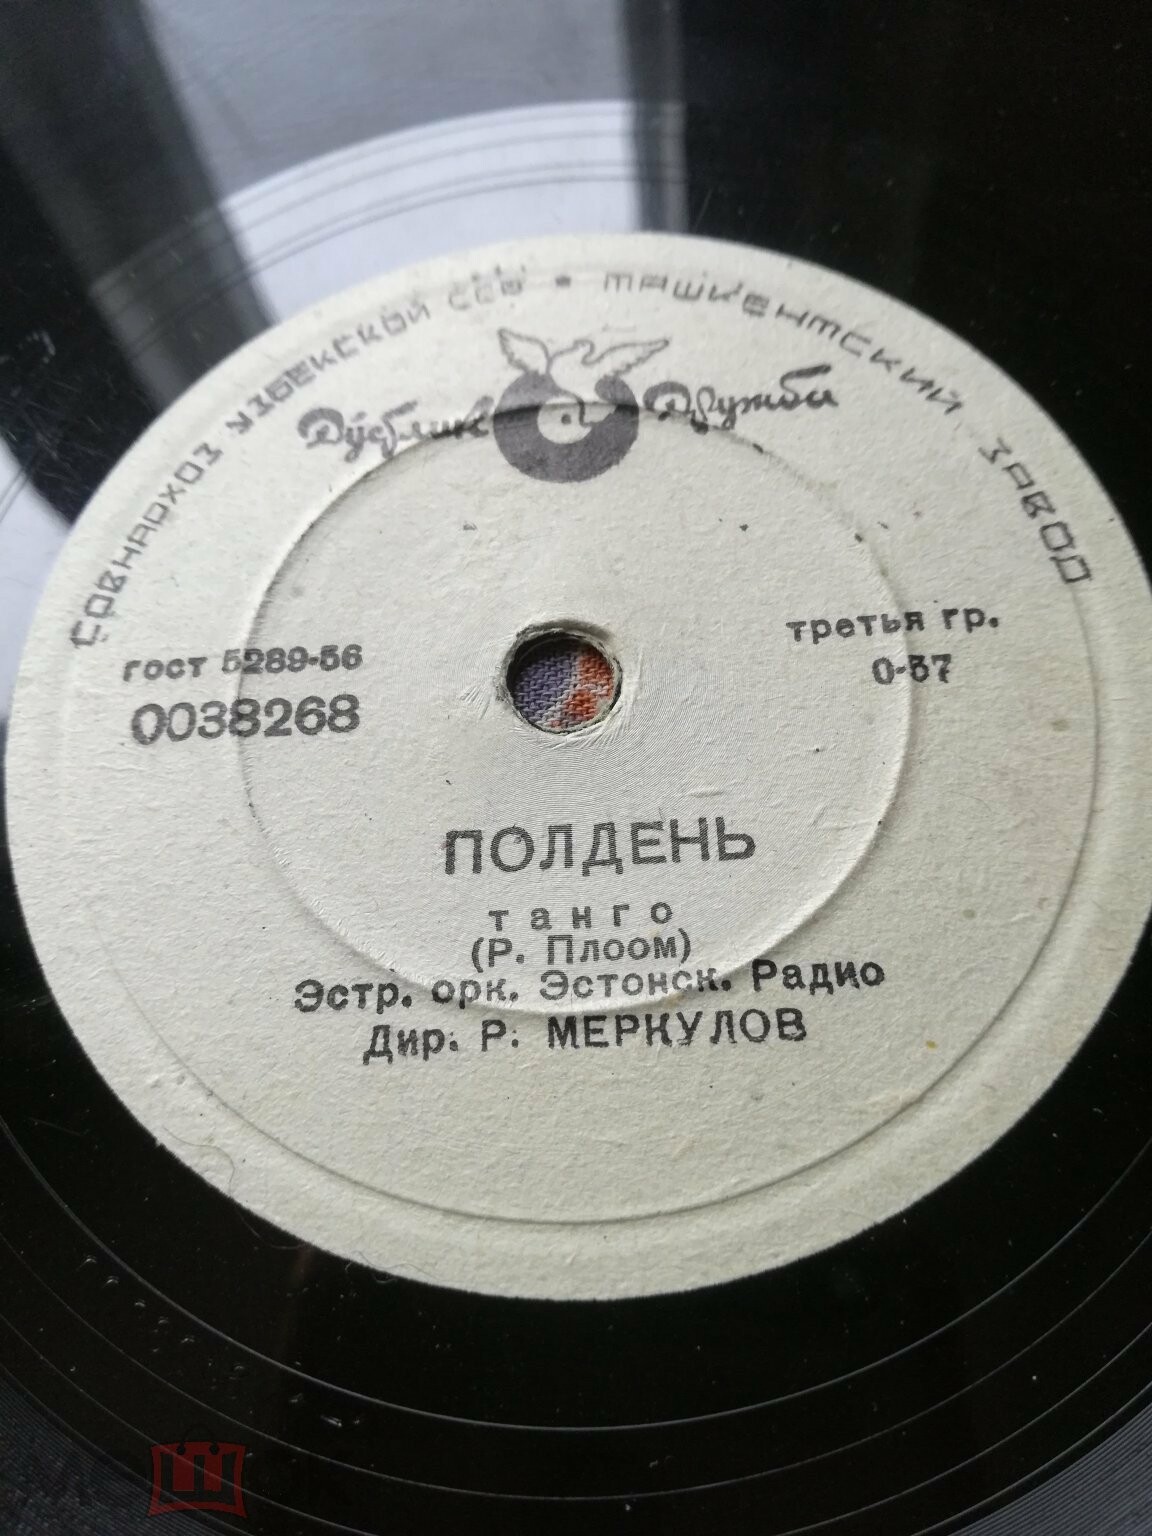 СОВНАРХОЗ УЗБЕКСКОЙ ССР • ТАШКЕНТСКИЙ ЗАВОД
Дўстлик Дружба
гост 5289-56
0038268
третья гр.
0-57
ПОЛДЕНЬ
танго
(Р. Плоом)
Эстр. орк. Эстонск. Радио
Дир. Р. МЕРКУЛОВ